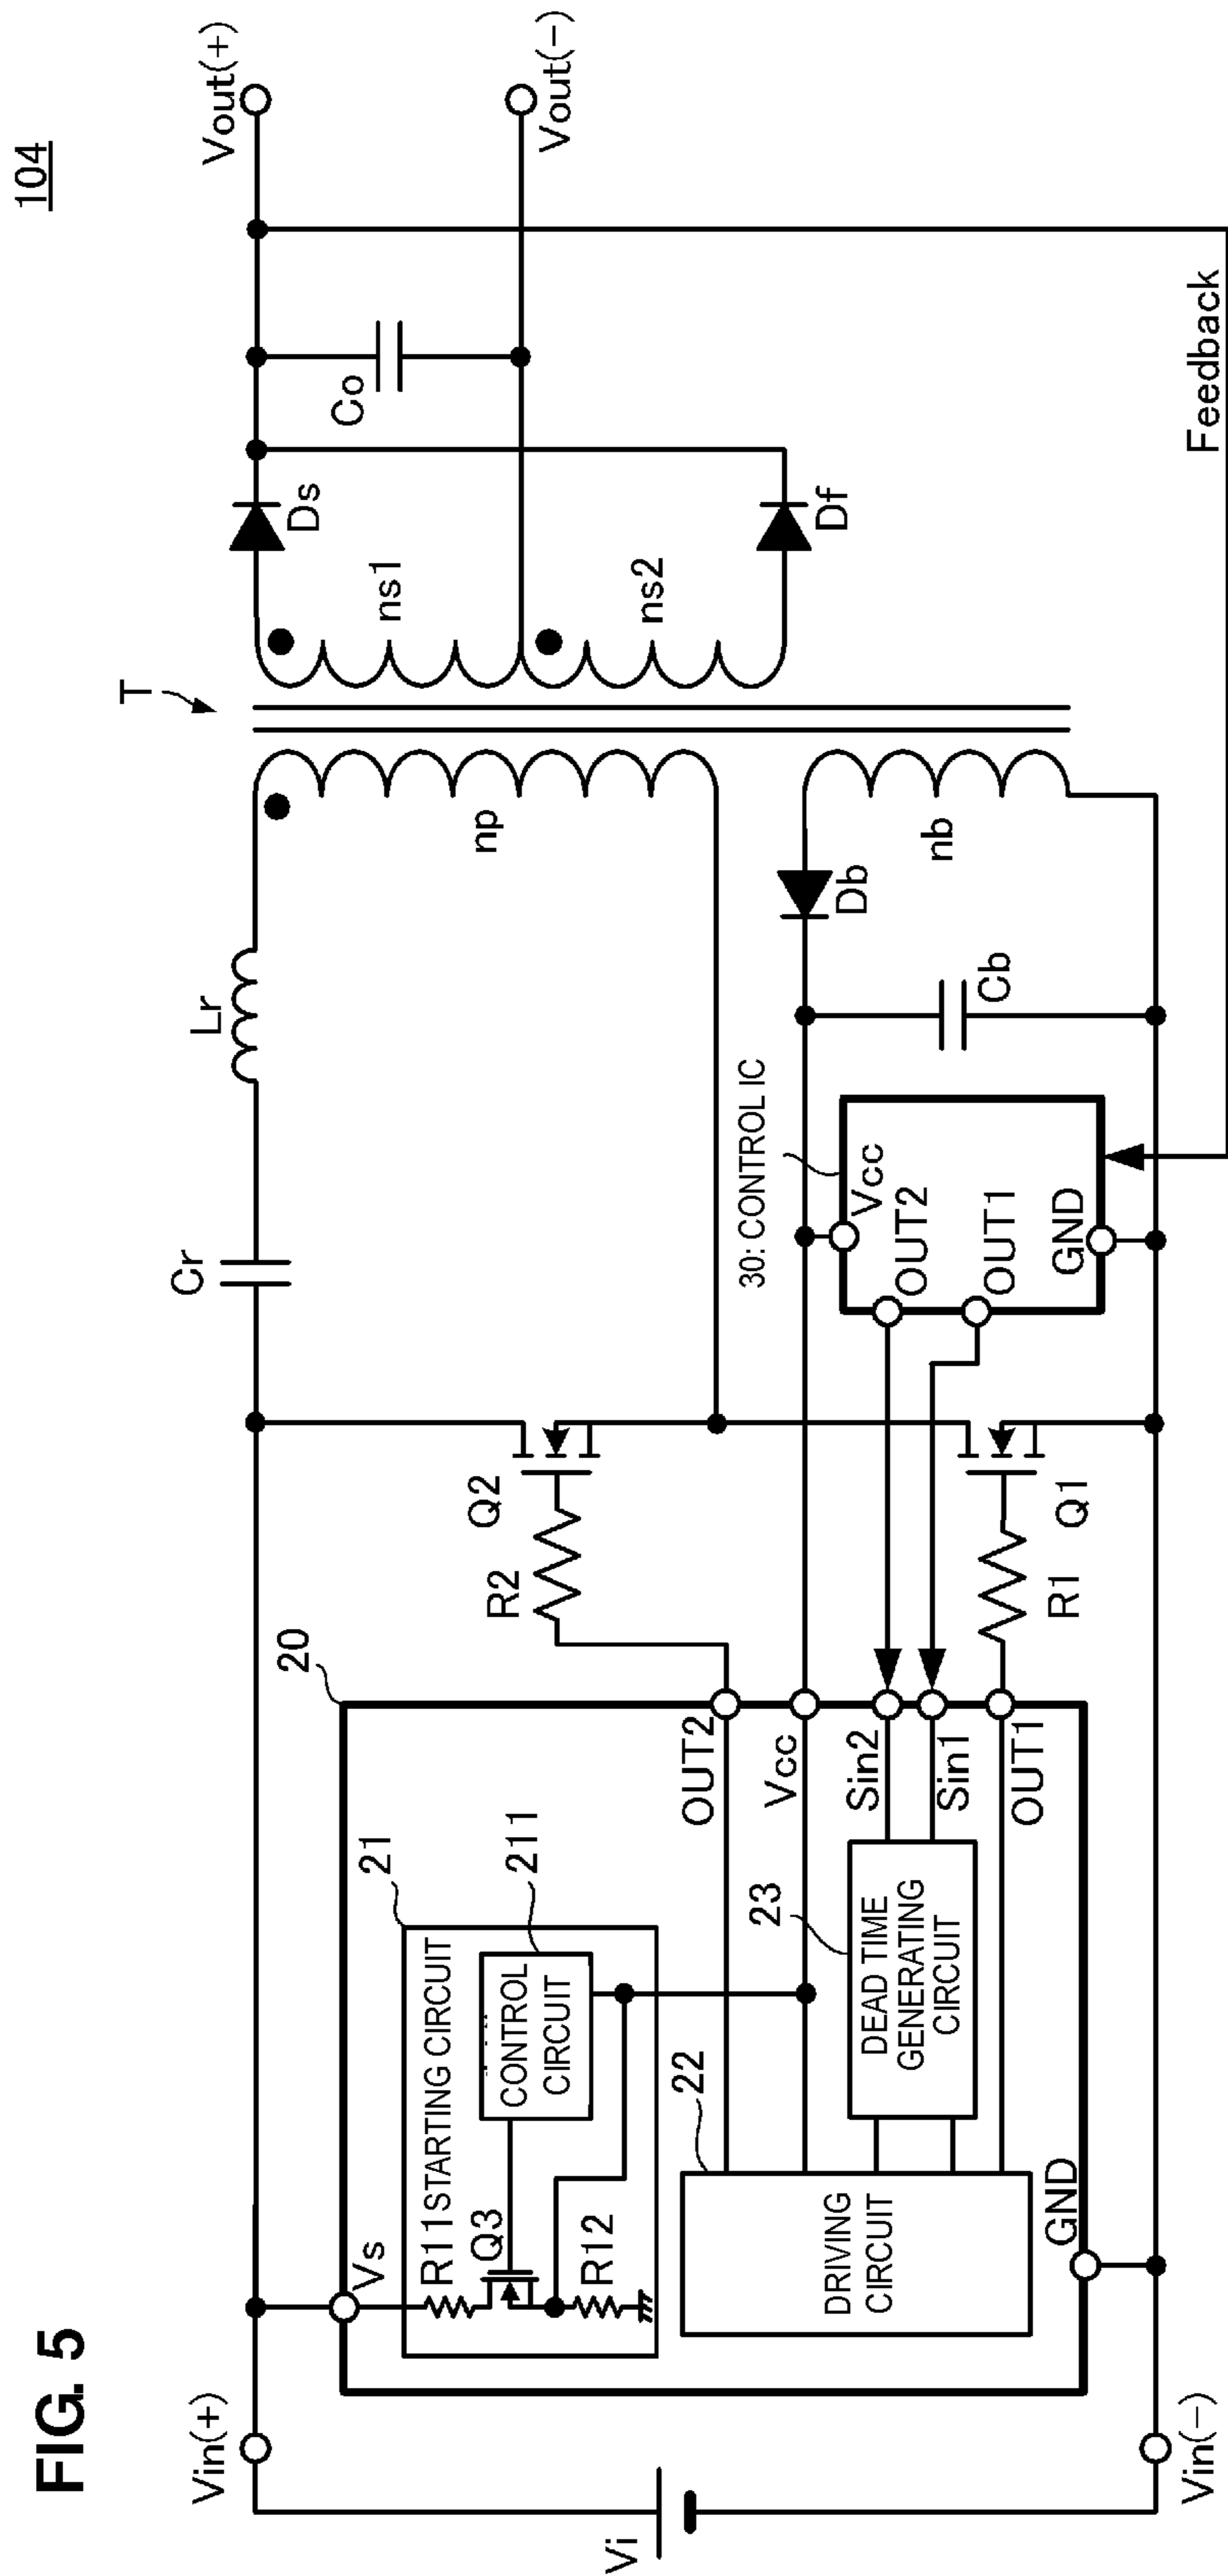 FIG. 5
104
Vin(+)
Vi
Vin(−)
Vs
20
21
R11
STARTING CIRCUIT
Q3
R12
CONTROL
CIRCUIT
211
22
DRIVING
CIRCUIT
23
DEAD TIME
GENERATING
CIRCUIT
OUT2
Vcc
Sin2
Sin1
OUT1
GND
R2
Q2
R1
Q1
Cr
Lr
30: CONTROL IC
Vcc
OUT2
OUT1
GND
Cb
Db
np
nb
T
ns1
ns2
Ds
Df
Co
Vout(+)
Vout(−)
Feedback